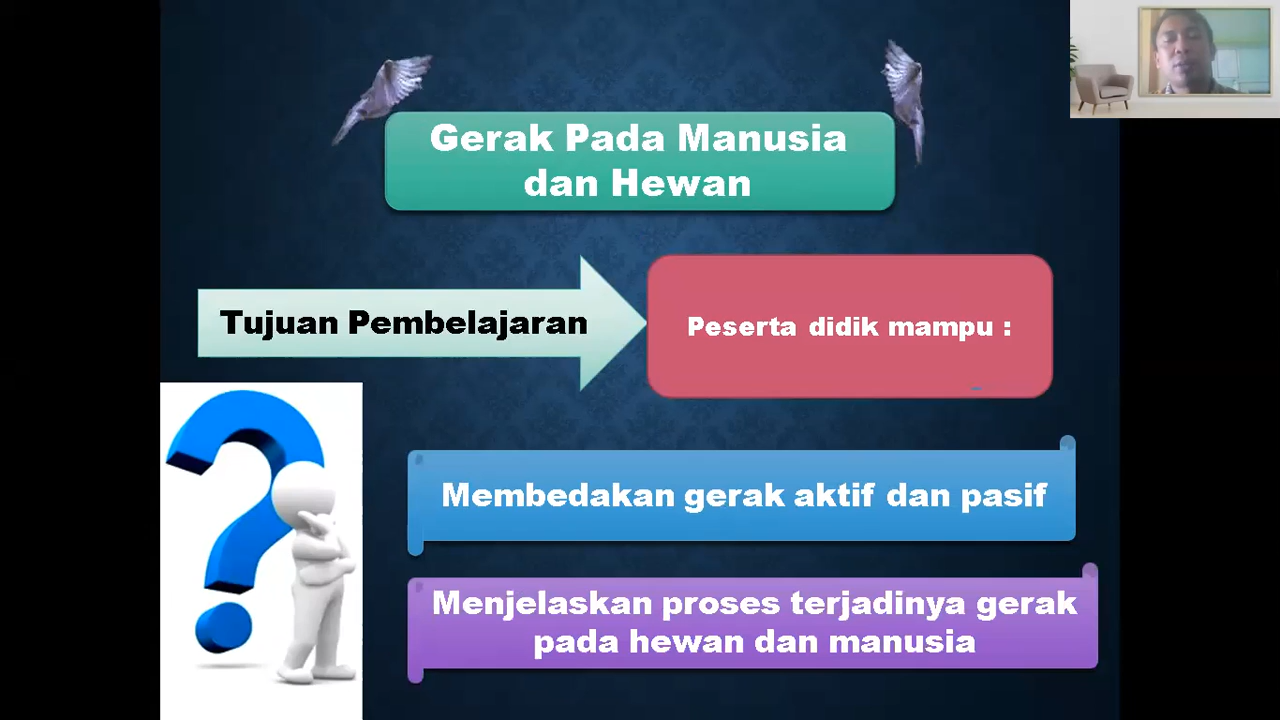 Gerak Pada Manusia
dan Hewan
Tujuan Pembelajaran
Peserta didik mampu :
Membedakan gerak aktif dan pasif
Menjelaskan proses terjadinya gerak
pada hewan dan manusia